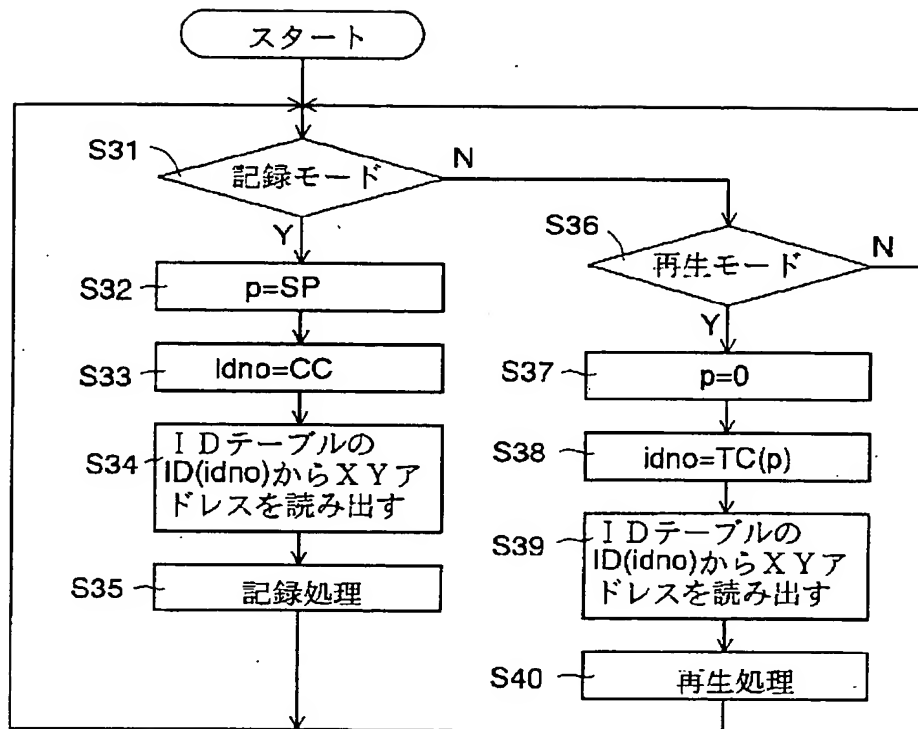 スタート
S31
記録モード
N
Y
S32
p=SP
S33
Idno=CC
S34
ＩＤテーブルの
ID(idno)からＸＹア
ドレスを読み出す
S35
記録処理
S36
再生モード
N
Y
S37
p=0
S38
idno=TC(p)
S39
ＩＤテーブルの
ID(idno)からＸＹア
ドレスを読み出す
S40
再生処理